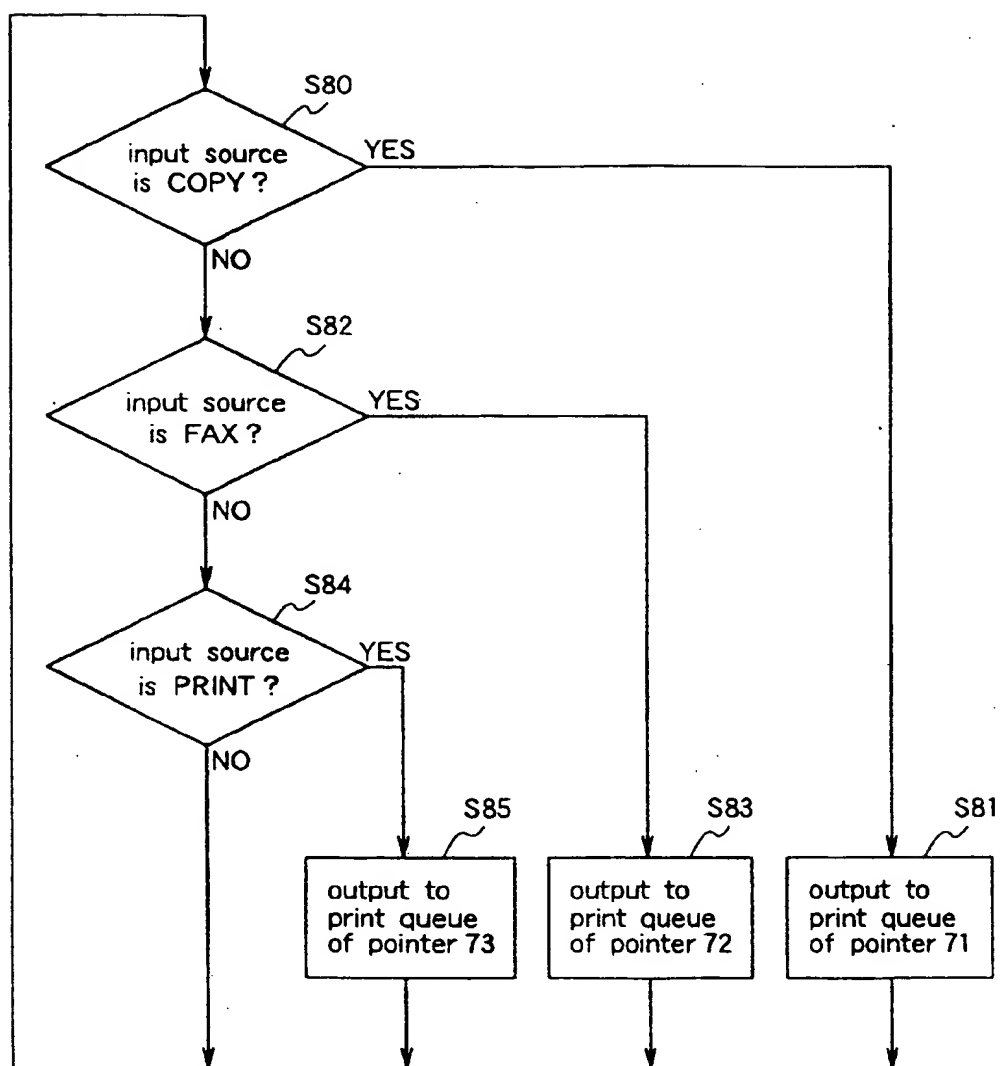 S80
input source
is COPY?
YES
NO
S82
input source
is FAX?
YES
NO
S84
input source
is PRINT?
YES
NO
S85
output to
print queue
of pointer 73
S83
output to
print queue
of pointer 72
S81
output to
print queue
of pointer 71